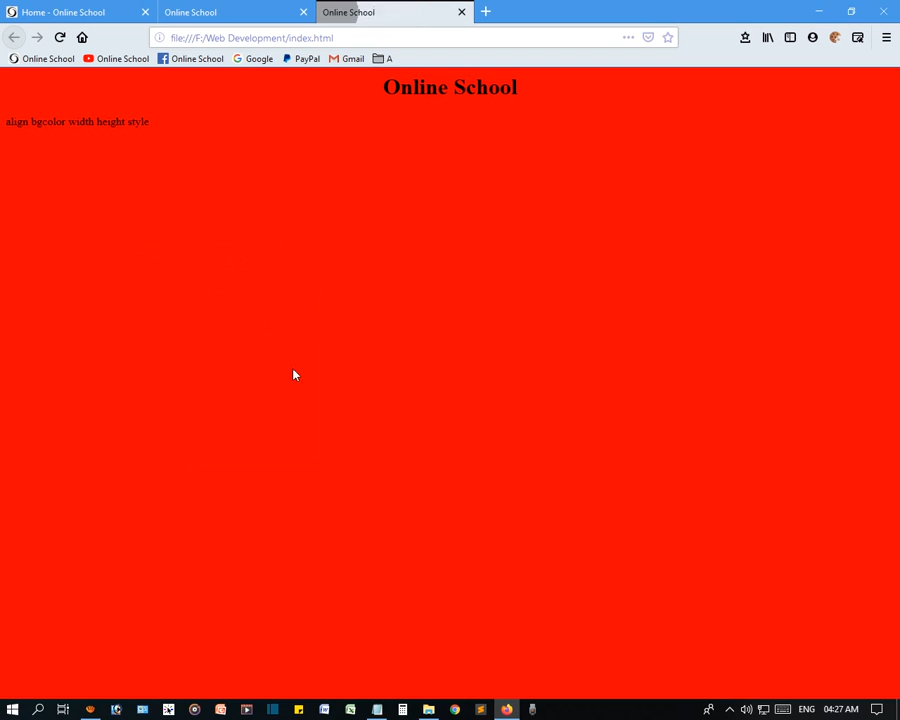 Home - Online School
Online School
Online School
file:///F:/Web Development/index.html
Online School
Online School
Online School
Google
PayPal
Gmail
A
Online School
align bgcolor width height style
ENG
04:27 AM